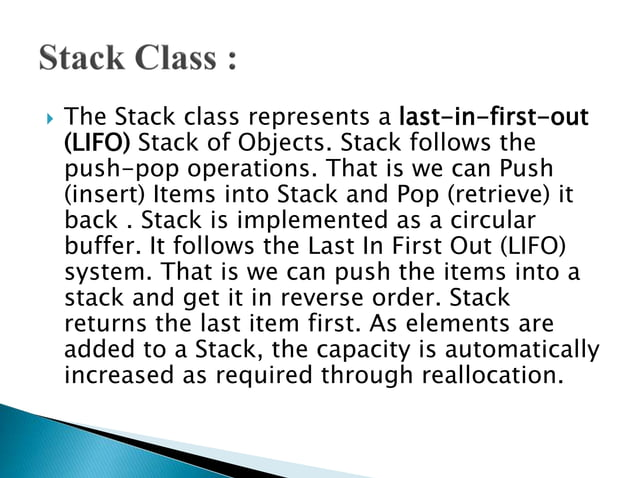 Stack Class :
The Stack class represents a last-in-first-out
(LIFO) Stack of Objects. Stack follows the
push-pop operations. That is we can Push
(insert) Items into Stack and Pop (retrieve) it
back . Stack is implemented as a circular
buffer. It follows the Last In First Out (LIFO)
system. That is we can push the items into a
stack and get it in reverse order. Stack
returns the last item first. As elements are
added to a Stack, the capacity is automatically
increased as required through reallocation.